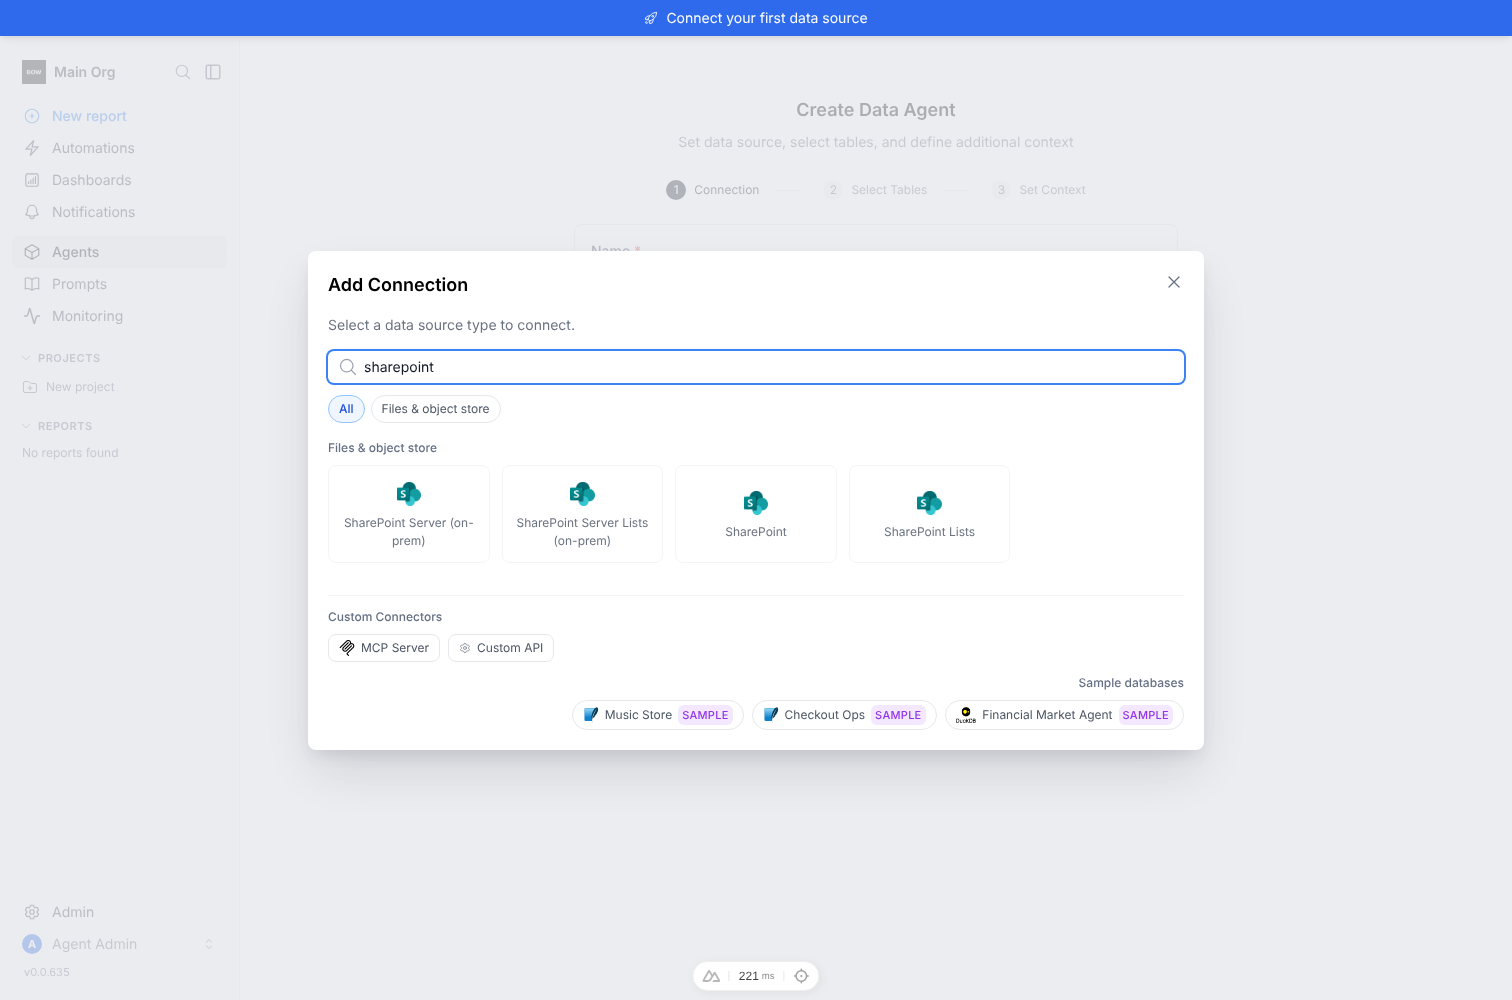 Connect your first data source
BOW
Main Org
New report
Automations
Dashboards
Notifications
Agents
Prompts
Monitoring
PROJECTS
New project
REPORTS
No reports found
Create Data Agent
Set data source, select tables, and define additional context
1 Connection 2 Select Tables 3 Set Context
Name *
Add Connection
Select a data source type to connect.
sharepoint
All Files & object store
Files & object store
SharePoint Server (on-
prem)
SharePoint Server Lists
(on-prem)
SharePoint
SharePoint Lists
Custom Connectors
MCP Server Custom API
Sample databases
Music Store SAMPLE Checkout Ops SAMPLE DuckDB Financial Market Agent SAMPLE
Admin
A Agent Admin
v0.0.635
221 ms